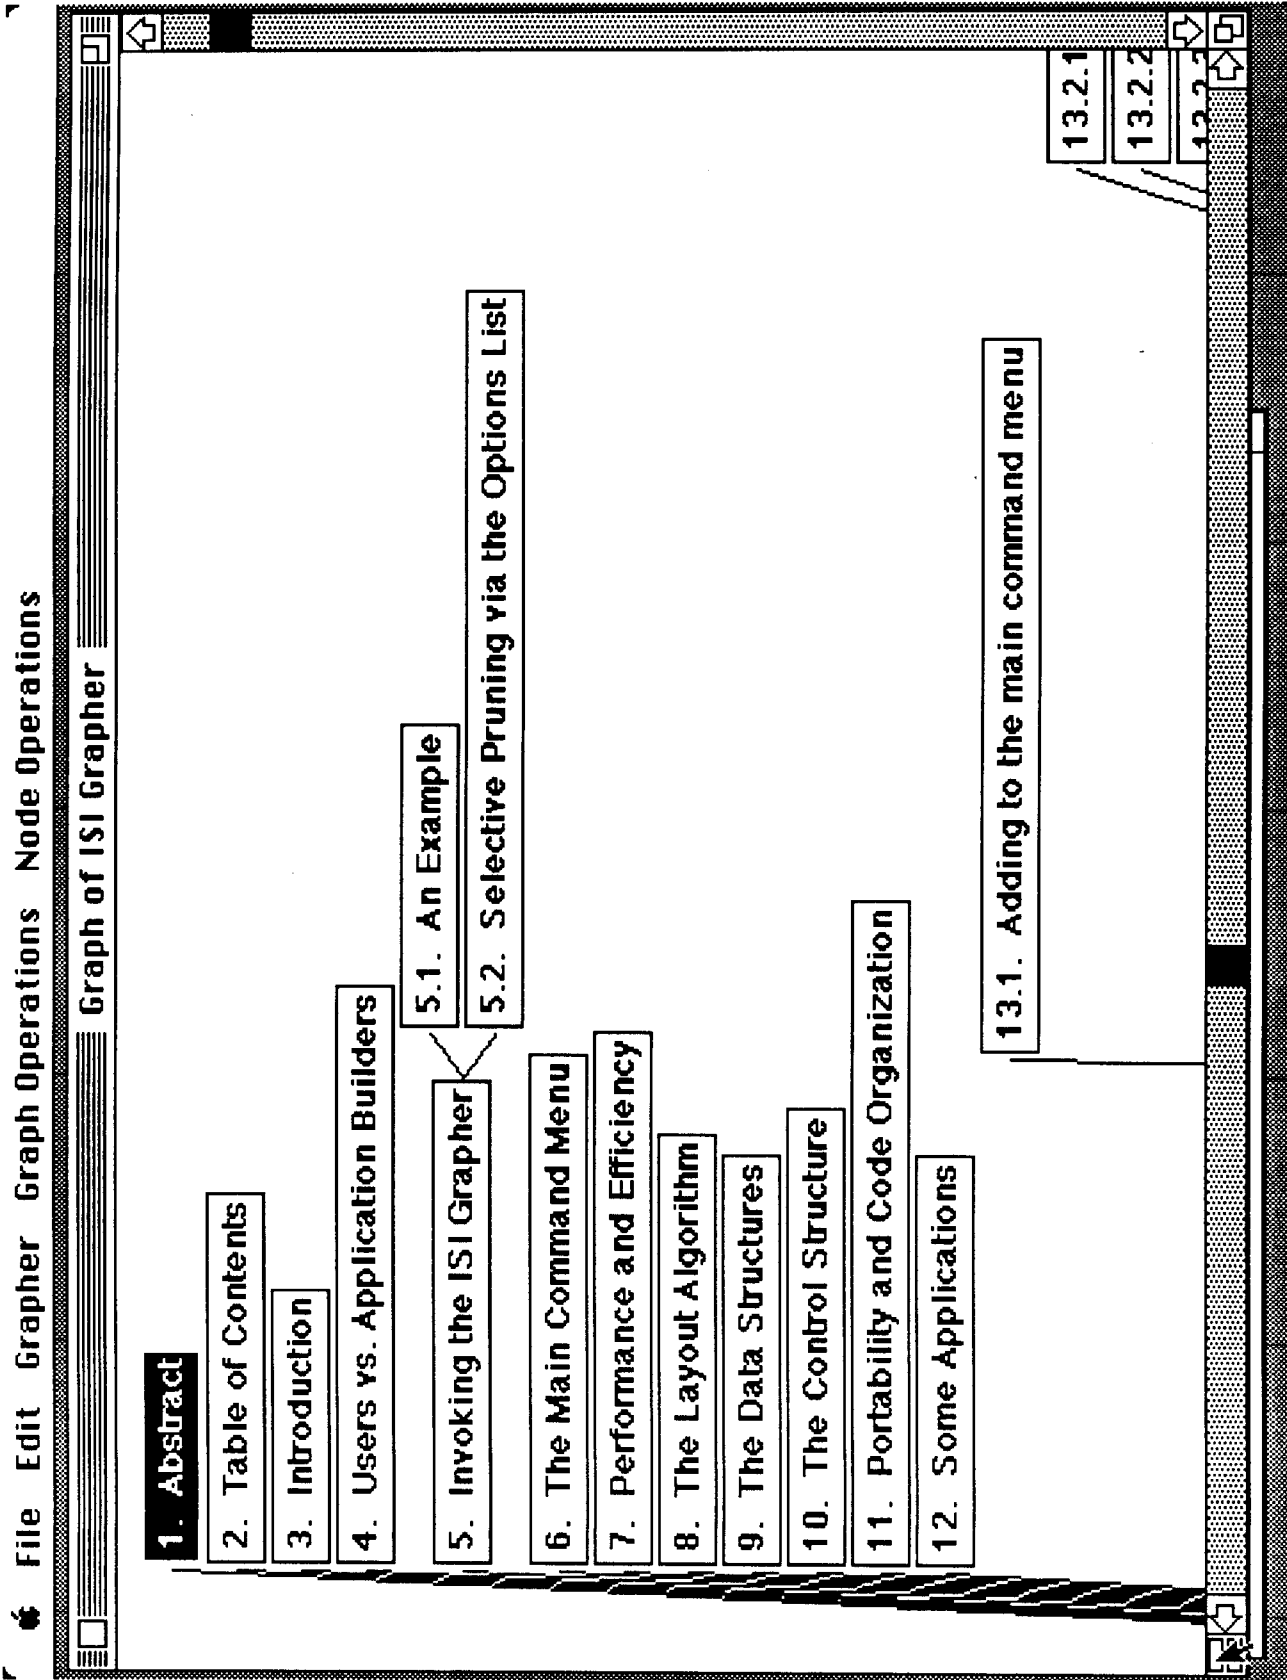 File Edit Grapher Graph Operations Node Operations
Graph of ISI Grapher
1. Abstract
2. Table of Contents
3. Introduction
4. Users vs. Application Builders
5. Invoking the ISI Grapher
5.1. An Example
5.2. Selective Pruning via the Options List
6. The Main Command Menu
7. Performance and Efficiency
8. The Layout Algorithm
9. The Data Structures
10. The Control Structure
11. Portability and Code Organization
12. Some Applications
13.1. Adding to the main command menu
13.2.1
13.2.2